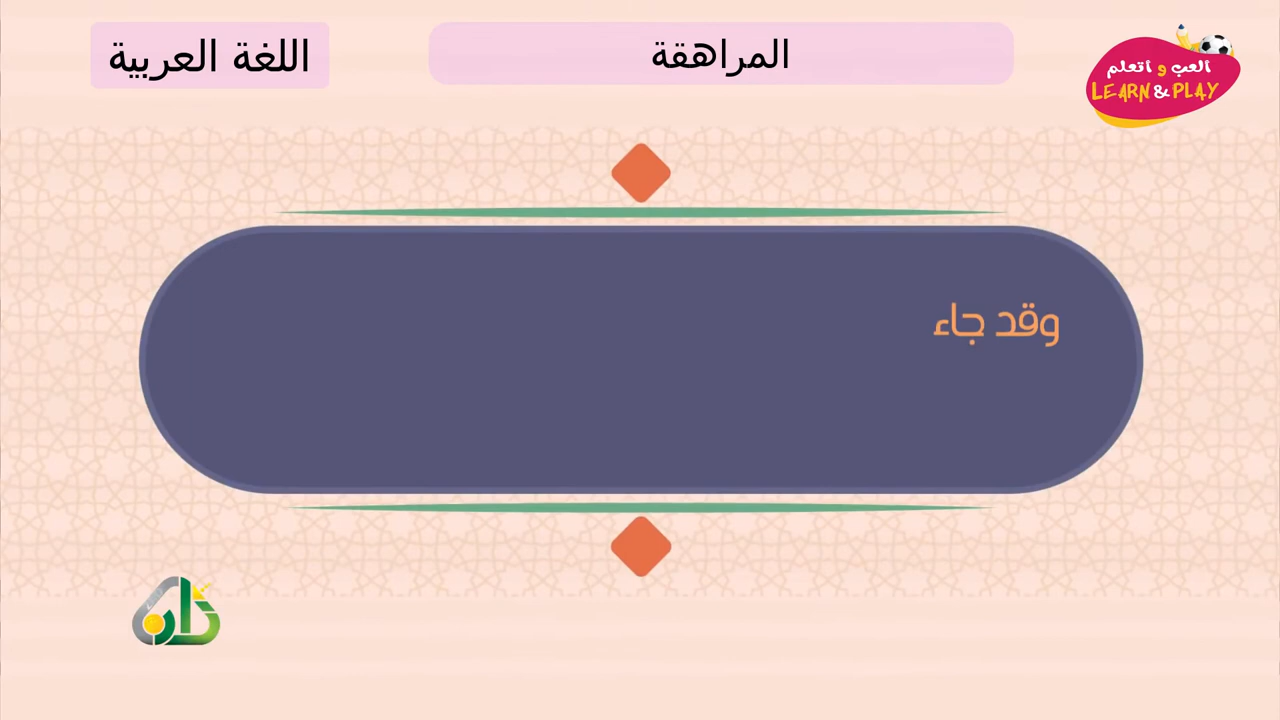 اللغة العربية
المراهقة
العب و اتعلم
LEARN & PLAY
وقد جاء